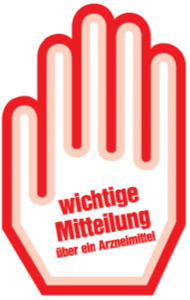 wichtige
Mitteilung
über ein Arzneimittel